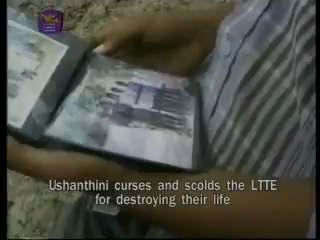 Ushanthini curses and scolds the LTTE
for destroying their life